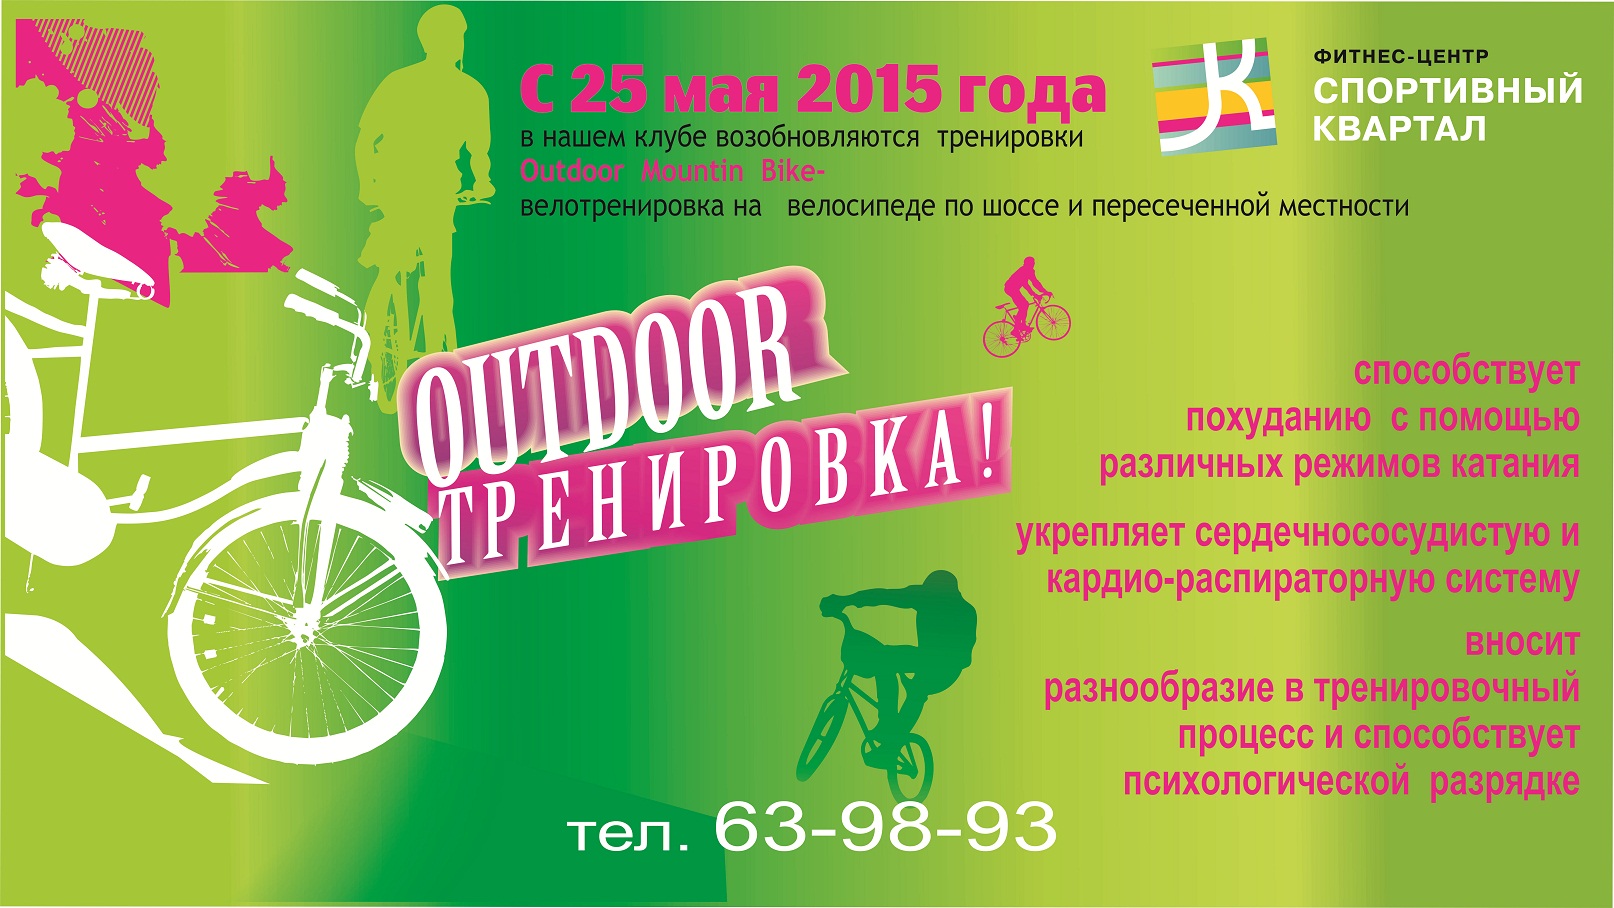 С 25 мая 2015 года
в нашем клубе возобновляются тренировки
Outdoor Mountin Bike-
велотренировка на велосипеде по шоссе и пересеченной местности
ФИТНЕС-ЦЕНТР
СПОРТИВНЫЙ
КВАРТАЛ
OUTDOOR
ТРЕНИРОВКА!
способствует
похуданию с помощью
различных режимов катания
укрепляет сердечнососудистую и
кардио-распираторную систему
вносит
разнообразие в тренировочный
процесс и способствует
психологической разрядке
тел. 63-98-93